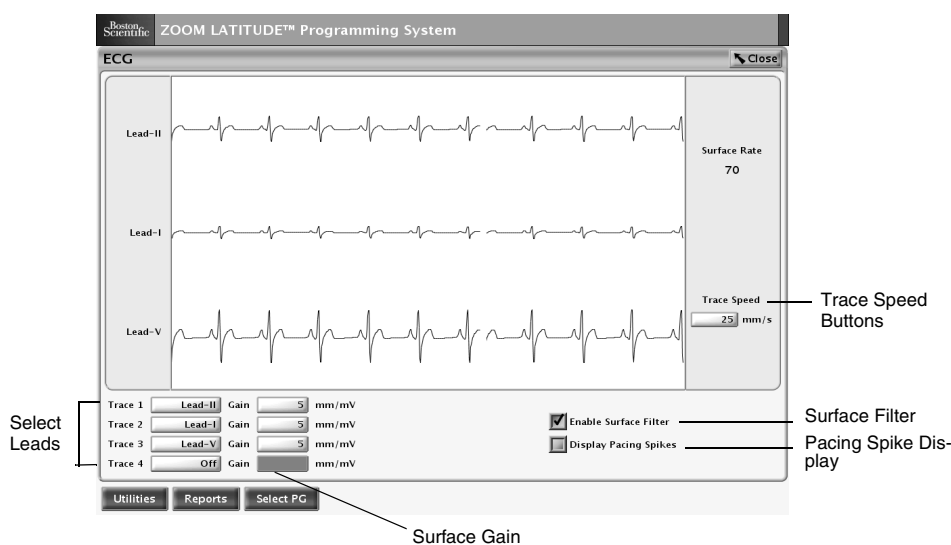 Boston Scientific ZOOM LATITUDE™ Programming System
ECG Close
Lead-II
Surface Rate
70
Lead-I
Trace Speed
25 mm/s
Trace Speed
Buttons
Lead-V
Select
Leads
Trace 1 Lead-II Gain 5 mm/mV
Trace 2 Lead-I Gain 5 mm/mV
Trace 3 Lead-V Gain 5 mm/mV
Trace 4 Off Gain mm/mV
Enable Surface Filter
Display Pacing Spikes
Surface Filter
Pacing Spike Dis-
play
Utilities Reports Select PG
Surface Gain